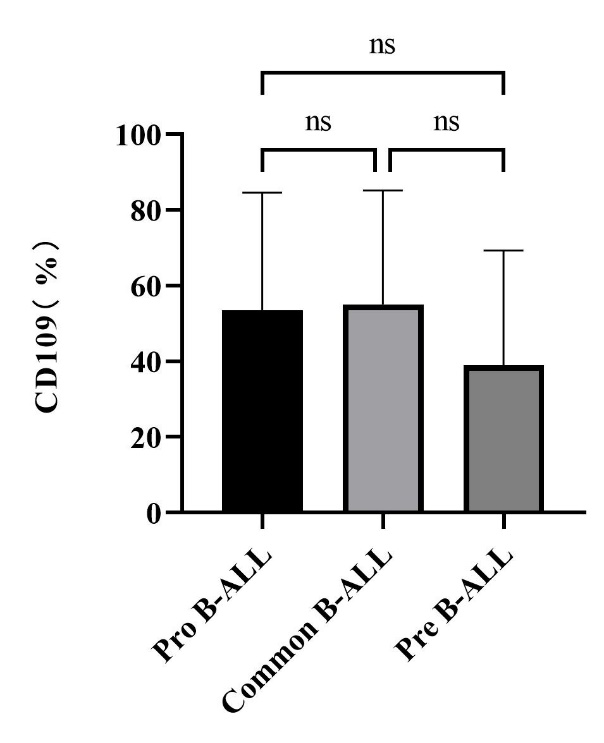 ns
ns
ns
100
80
60
40
20
0
CD109( %)
Pro B-ALL
Common B-ALL
Pre B-ALL